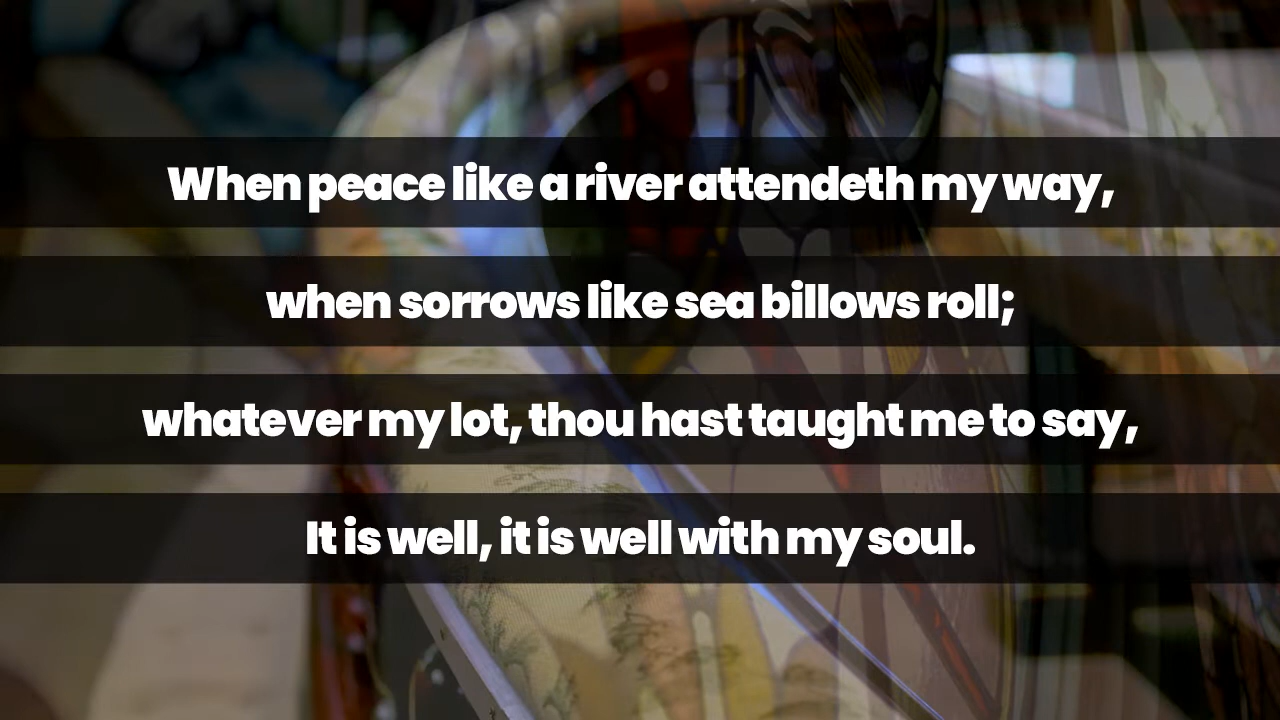 When peace like a river attendeth my way,
when sorrows like sea billows roll;
whatever my lot, thou hast taught me to say,
It is well, it is well with my soul.